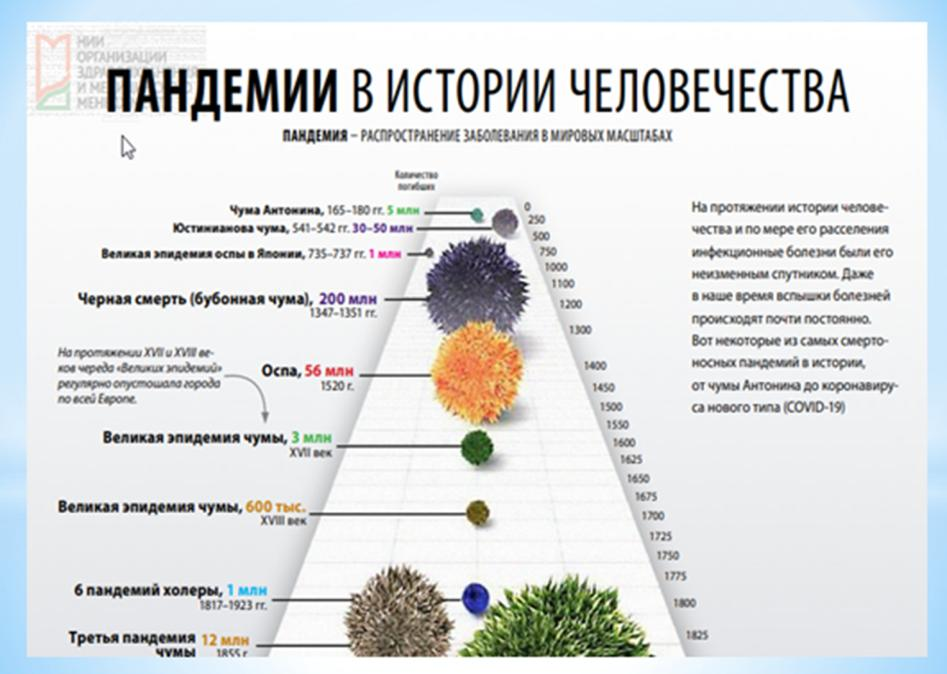 НИИ
ОРГАНИЗАЦИИ
ЗДРАВООХРАНЕНИЯ
И МЕДИЦИНСКОГО
МЕНЕДЖМЕНТА
ПАНДЕМИИ В ИСТОРИИ ЧЕЛОВЕЧЕСТВА
ПАНДЕМИЯ – РАСПРОСТРАНЕНИЕ ЗАБОЛЕВАНИЯ В МИРОВЫХ МАСШТАБАХ
Количество
погибших
Чума Антонина, 165–180 гг. 5 млн
Юстинианова чума, 541–542 гг. 30–50 млн
Великая эпидемия оспы в Японии, 735–737 гг. 1 млн
Черная смерть (бубонная чума), 200 млн
1347–1351 гг.
На протяжении XVII и XVIII ве-
ков череда «Великих эпидемий»
регулярно опустошала города
по всей Европе.
Оспа, 56 млн
1520 г.
Великая эпидемия чумы, 3 млн
XVII век
Великая эпидемия чумы, 600 тыс.
XVIII век
6 пандемий холеры, 1 млн
1817–1923 гг.
Третья пандемия 12 млн
чумы 1855 г.
0
250
500
750
1000
1100
1200
1300
1400
1450
1500
1550
1600
1625
1650
1675
1700
1725
1750
1775
1800
1825
На протяжении истории челове-
чества и по мере его расселения
инфекционные болезни были его
неизменным спутником. Даже
в наше время вспышки болезней
происходят почти постоянно.
Вот некоторые из самых смерто-
носных пандемий в истории,
от чумы Антонина до коронавиру-
са нового типа (COVID-19)